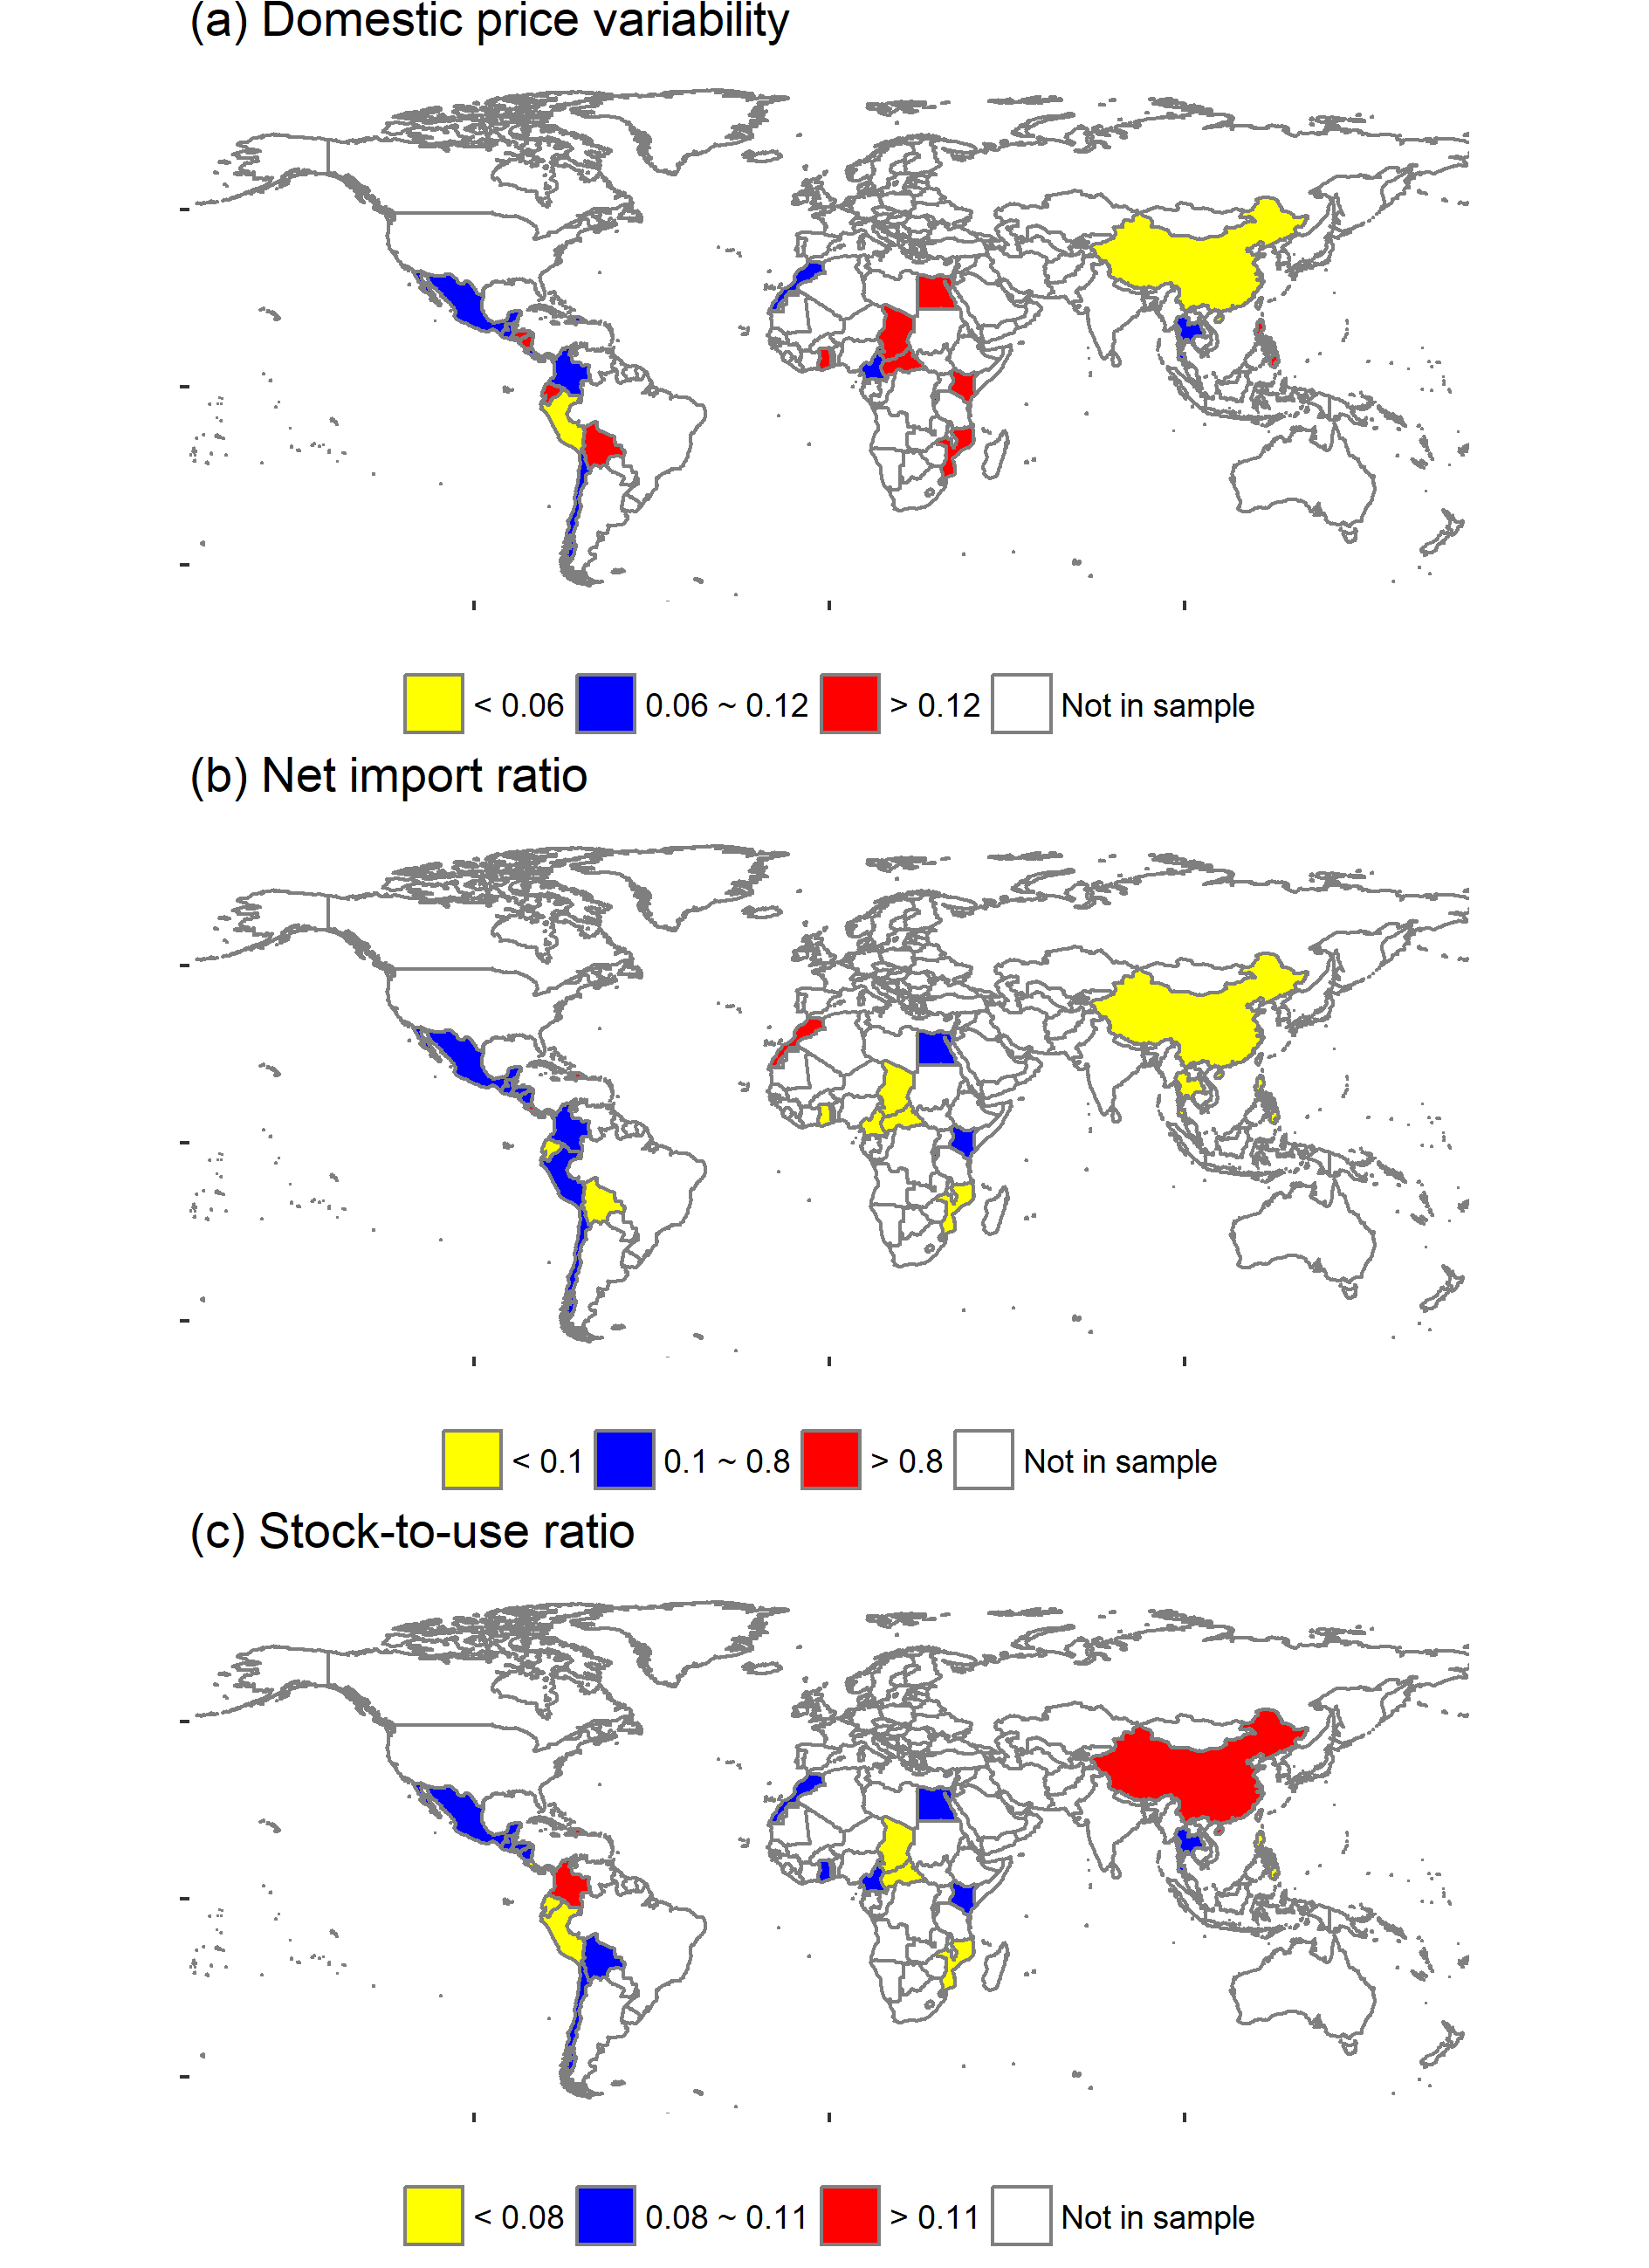 (a) Domestic price variability
< 0.06 0.06 ~ 0.12 > 0.12 Not in sample
(b) Net import ratio
< 0.1 0.1 ~ 0.8 > 0.8 Not in sample
(c) Stock-to-use ratio
< 0.08 0.08 ~ 0.11 > 0.11 Not in sample